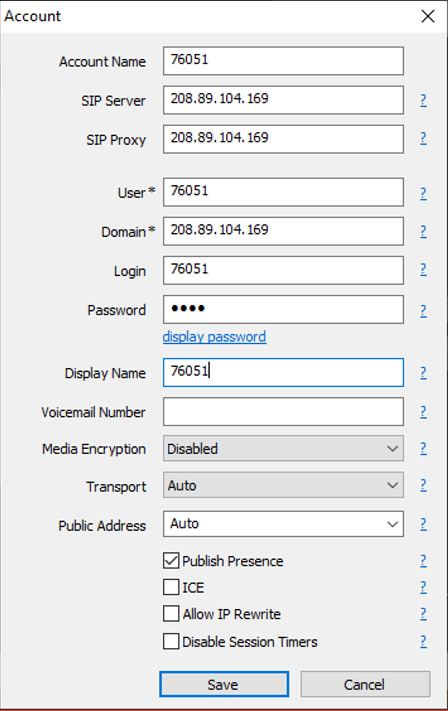 Account
Account Name 76051
SIP Server 208.89.104.169 ?
SIP Proxy 208.89.104.169 ?
User * 76051 ?
Domain * 208.89.104.169 ?
Login 76051 ?
Password •••• ?
display password
Display Name 76051 ?
Voicemail Number ?
Media Encryption Disabled ?
Transport Auto ?
Public Address Auto ?
Publish Presence ?
ICE ?
Allow IP Rewrite ?
Disable Session Timers ?
Save Cancel